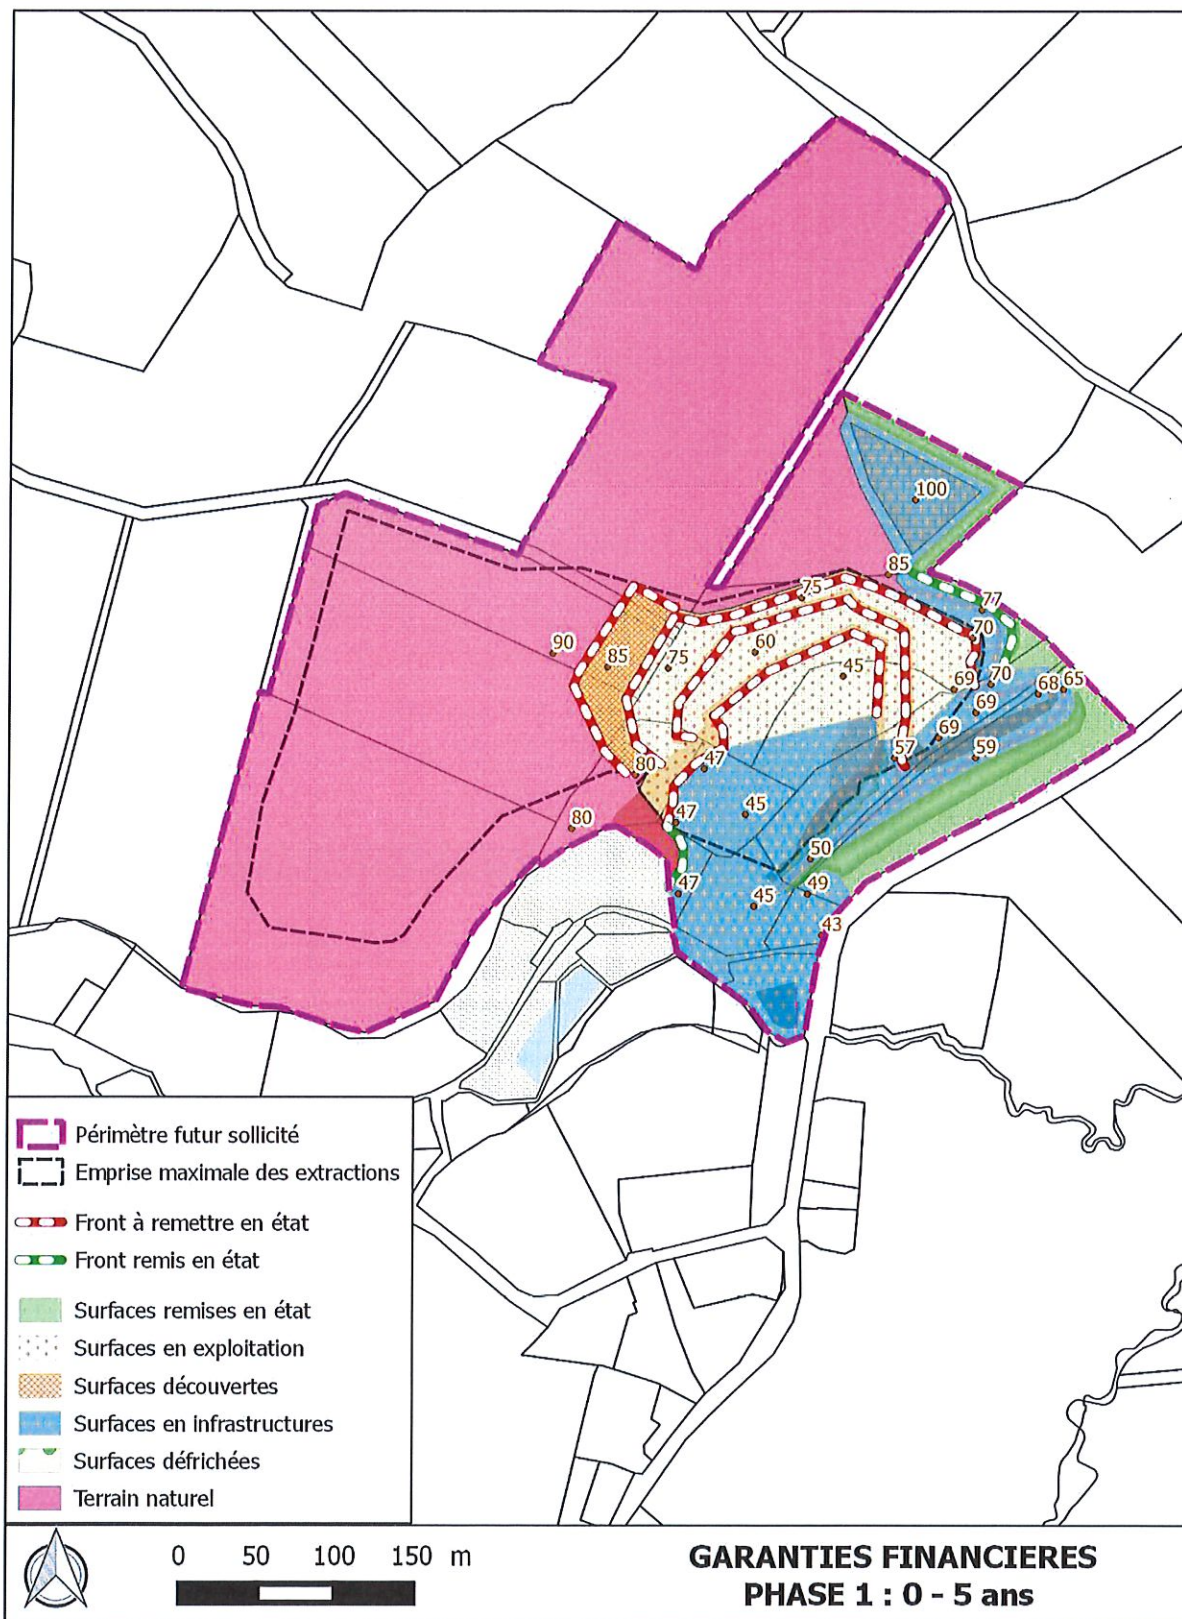 100
85
75
77
70
90
85
75
60
45
69
70
68
65
69
69
59
57
80
47
45
80
47
50
47
45
49
43
Périmètre futur sollicité
Emprise maximale des extractions
Front à remettre en état
Front remis en état
Surfaces remises en état
Surfaces en exploitation
Surfaces découvertes
Surfaces en infrastructures
Surfaces défrichées
Terrain naturel
0 50 100 150 m
GARANTIES FINANCIERES
PHASE 1 : 0 - 5 ans